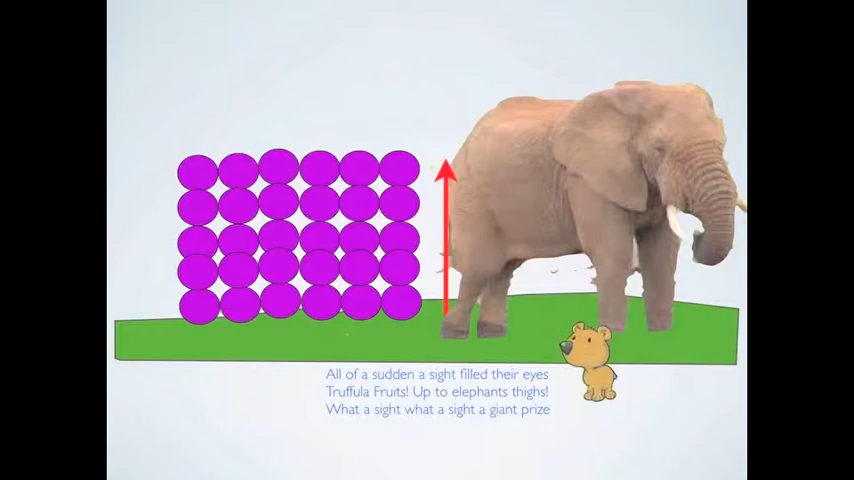 All of a sudden a sight filled their eyes
Truffula Fruits! Up to elephants thighs!
What a sight what a sight a giant prize